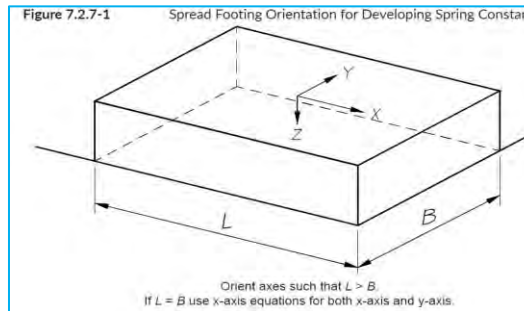 Figure 7.2.7-1 Spread Footing Orientation for Developing Spring Constan
Y
X
Z
L
B
Orient axes such that L > B.
If L = B use x-axis equations for both x-axis and y-axis.